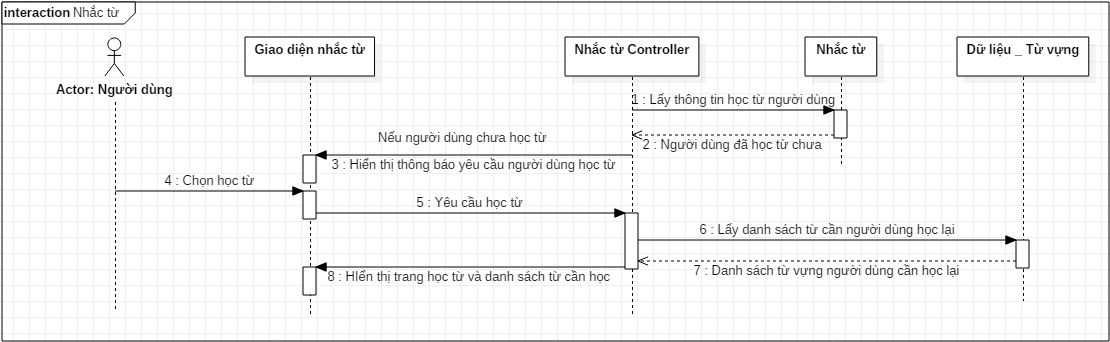 interaction Nhắc từ
Actor: Người dùng
Giao diện nhắc từ
Nhắc từ Controller
Nhắc từ
Dữ liệu _ Từ vựng
1 : Lấy thông tin học từ người dùng
2 : Người dùng đã học từ chưa
Nếu người dùng chưa học từ
3 : Hiển thị thông báo yêu cầu người dùng học từ
4 : Chọn học từ
5 : Yêu cầu học từ
6 : Lấy danh sách từ cần người dùng học lại
7 : Danh sách từ vựng người dùng cần học lại
8 : HIển thị trang học từ và danh sách từ cần học